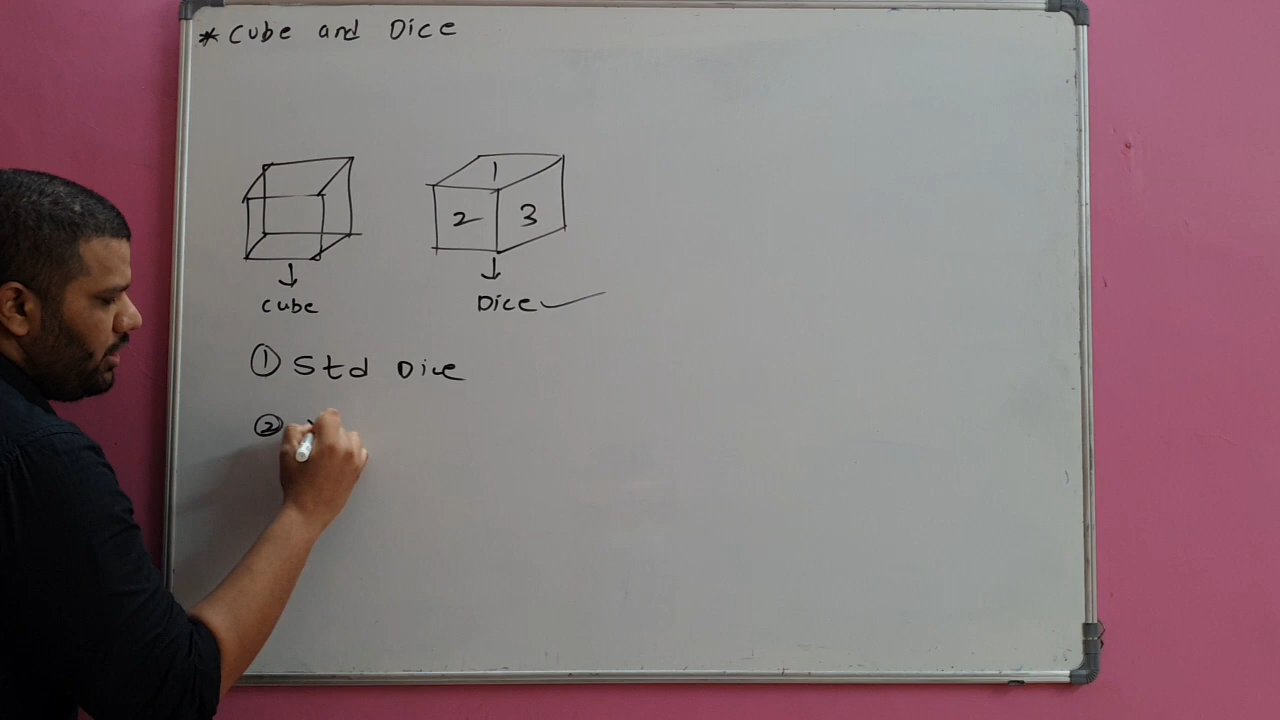 * Cube and Dice
1
2 3
Cube Dice
① Std Dice
②